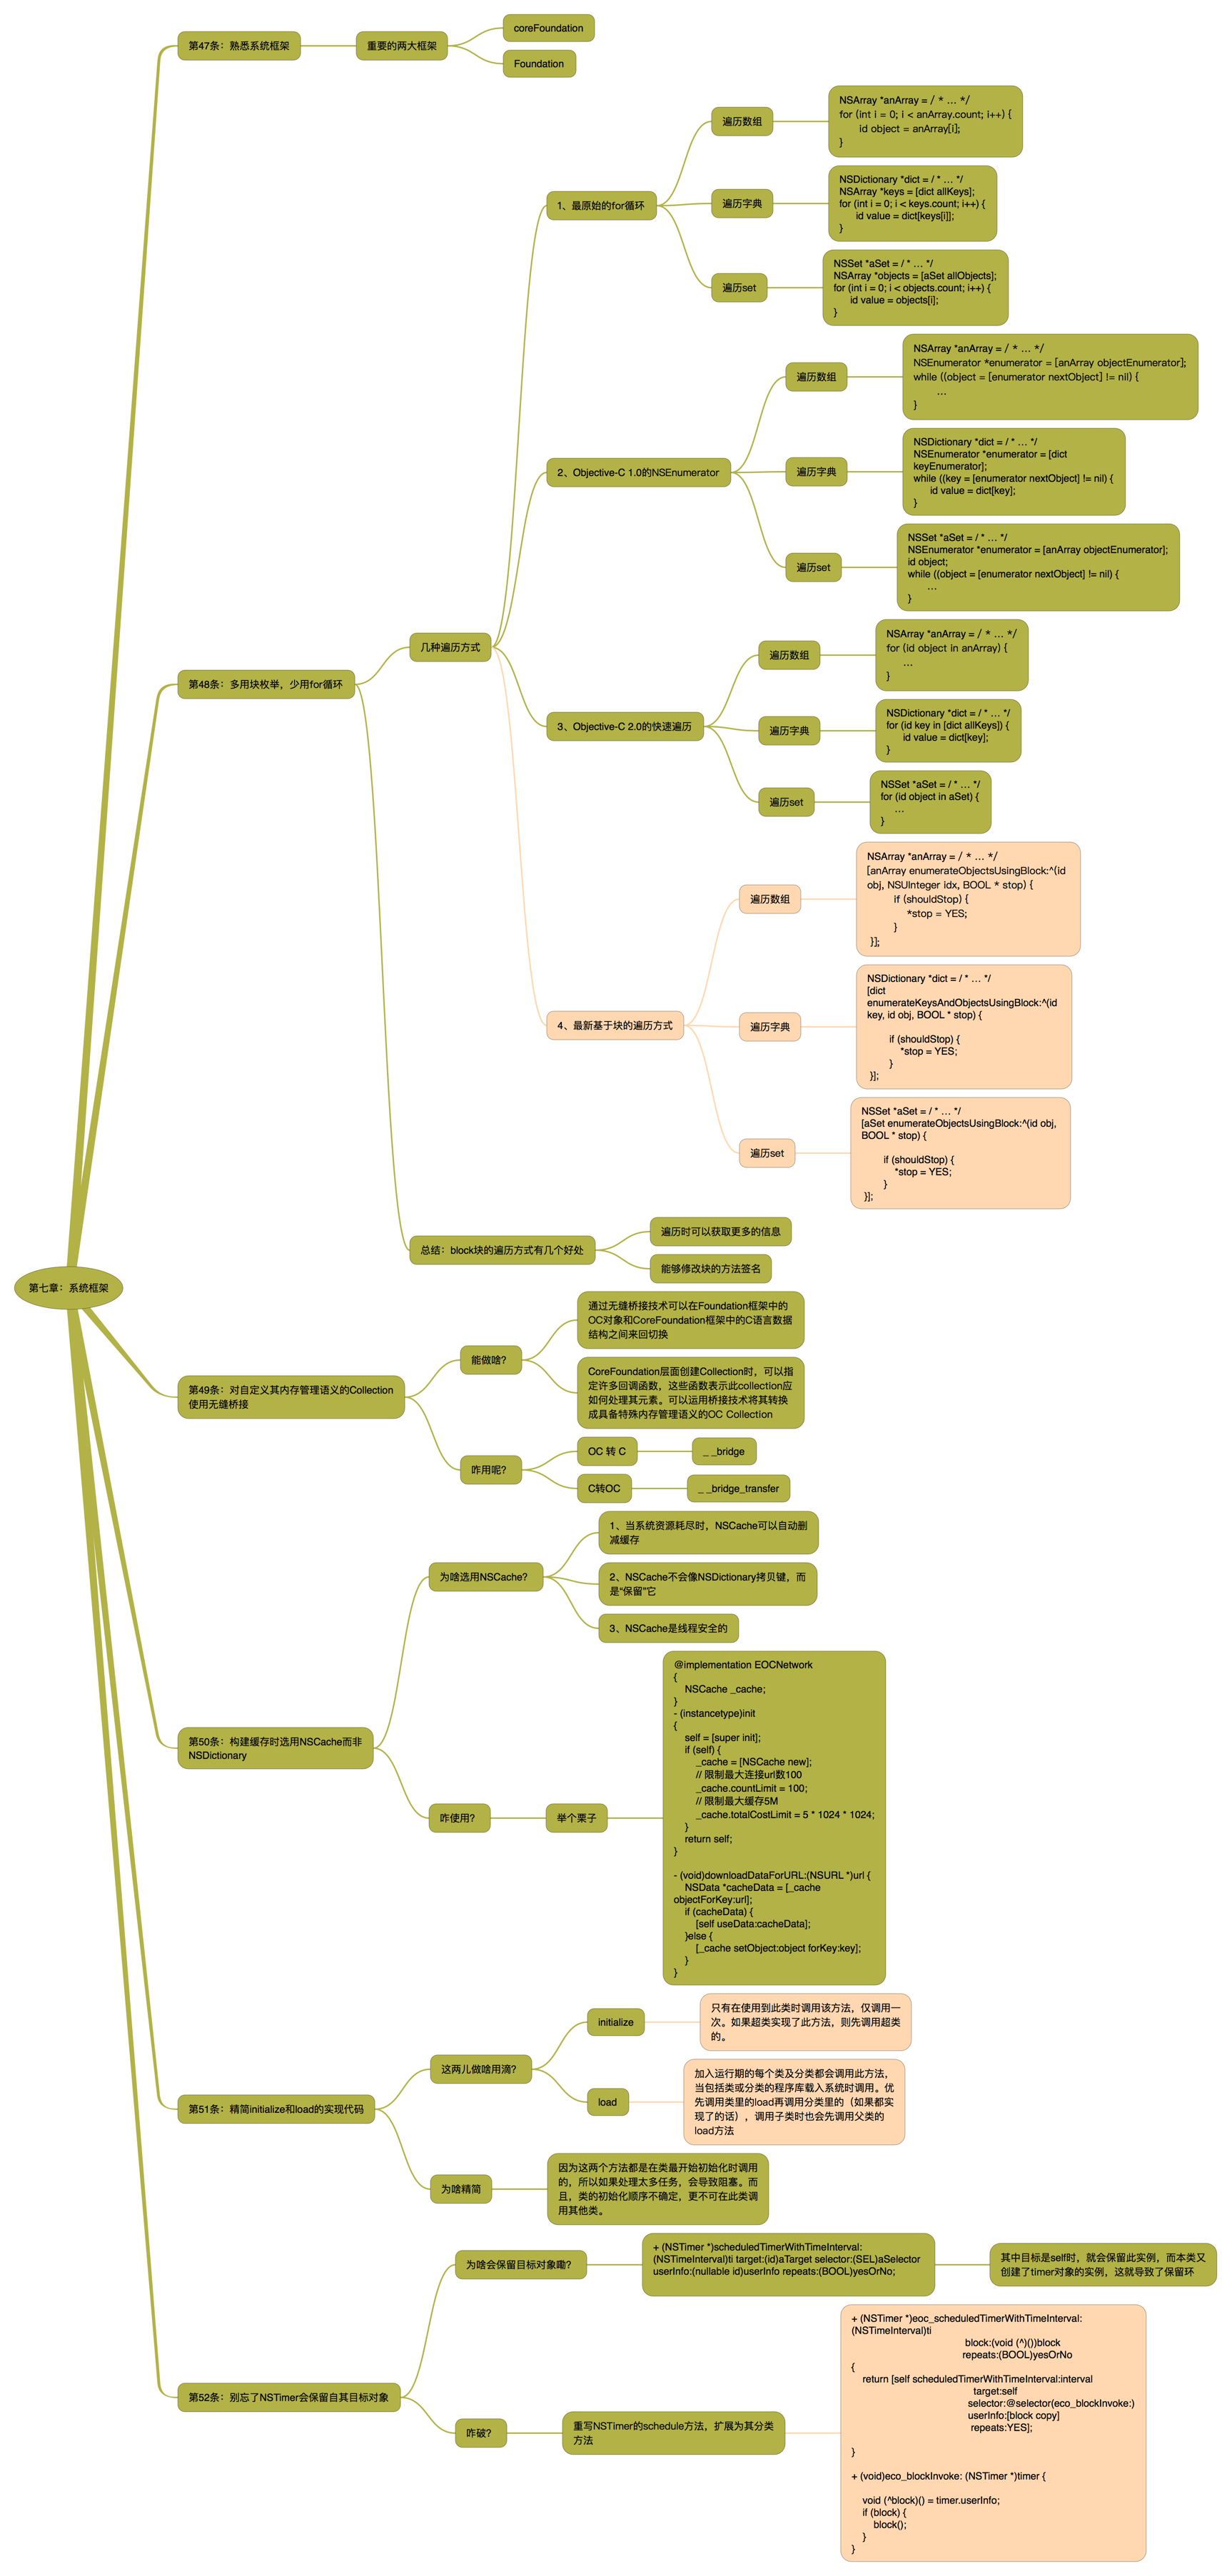 第七章：系统框架
第47条：熟悉系统框架
重要的两大框架
coreFoundation
Foundation
第48条：多用块枚举，少用for循环
几种遍历方式
1、最原始的for循环
遍历数组
NSArray *anArray = / * … */
for (int i = 0; i < anArray.count; i++) {
id object = anArray[i];
}
遍历字典
NSDictionary *dict = / * … */
NSArray *keys = [dict allKeys];
for (int i = 0; i < keys.count; i++) {
id value = dict[keys[i]];
}
遍历set
NSSet *aSet = / * … */
NSArray *objects = [aSet allObjects];
for (int i = 0; i < objects.count; i++) {
id value = objects[i];
}
2、Objective-C 1.0的NSEnumerator
遍历数组
NSArray *anArray = / * … */
NSEnumerator *enumerator = [anArray objectEnumerator];
while ((object = [enumerator nextObject] != nil) {
…
}
遍历字典
NSDictionary *dict = / * … */
NSEnumerator *enumerator = [dict
keyEnumerator];
while ((key = [enumerator nextObject] != nil) {
id value = dict[key];
}
遍历set
NSSet *aSet = / * … */
NSEnumerator *enumerator = [anArray objectEnumerator];
id object;
while ((object = [enumerator nextObject] != nil) {
…
}
3、Objective-C 2.0的快速遍历
遍历数组
NSArray *anArray = / * … */
for (id object in anArray) {
…
}
遍历字典
NSDictionary *dict = / * … */
for (id key in [dict allKeys]) {
id value = dict[key];
}
遍历set
NSSet *aSet = / * … */
for (id object in aSet) {
…
}
4、最新基于块的遍历方式
遍历数组
NSArray *anArray = / * … */
[anArray enumerateObjectsUsingBlock:^(id
obj, NSUInteger idx, BOOL * stop) {
if (shouldStop) {
*stop = YES;
}
}];
遍历字典
NSDictionary *dict = / * … */
[dict
enumerateKeysAndObjectsUsingBlock:^(id
key, id obj, BOOL * stop) {
if (shouldStop) {
*stop = YES;
}
}];
遍历set
NSSet *aSet = / * … */
[aSet enumerateObjectsUsingBlock:^(id obj,
BOOL * stop) {
if (shouldStop) {
*stop = YES;
}
}];
总结：block块的遍历方式有几个好处
遍历时可以获取更多的信息
能够修改块的方法签名
第49条：对自定义其内存管理语义的Collection
使用无缝桥接
能做啥？
通过无缝桥接技术可以在Foundation框架中的
OC对象和CoreFoundation框架中的C语言数据
结构之间来回切换
CoreFoundation层面创建Collection时，可以指
定许多回调函数，这些函数表示此collection应
如何处理其元素。可以运用桥接技术将其转换
成具备特殊内存管理语义的OC Collection
咋用呢？
OC 转 C
_ _bridge
C转OC
_ _bridge_transfer
第50条：构建缓存时选用NSCache而非
NSDictionary
为啥选用NSCache？
1、当系统资源耗尽时，NSCache可以自动删
减缓存
2、NSCache不会像NSDictionary拷贝键，而
是“保留”它
3、NSCache是线程安全的
咋使用？
举个栗子
@implementation EOCNetwork
{
NSCache _cache;
}
- (instancetype)init
{
self = [super init];
if (self) {
_cache = [NSCache new];
// 限制最大连接url数100
_cache.countLimit = 100;
// 限制最大缓存5M
_cache.totalCostLimit = 5 * 1024 * 1024;
}
return self;
}
- (void)downloadDataForURL:(NSURL *)url {
NSData *cacheData = [_cache
objectForKey:url];
if (cacheData) {
[self useData:cacheData];
}else {
[_cache setObject:object forKey:key];
}
}
第51条：精简initialize和load的实现代码
这两儿做啥用滴？
initialize
只有在使用到此类时调用该方法，仅调用一
次。如果超类实现了此方法，则先调用超类
的。
load
加入运行期的每个类及分类都会调用此方法，
当包括类或分类的程序库载入系统时调用。优
先调用类里的load再调用分类里的（如果都实
现了的话），调用子类时也会先调用父类的
load方法
为啥精简
因为这两个方法都是在类最开始初始化时调用
的，所以如果处理太多任务，会导致阻塞。而
且，类的初始化顺序不确定，更不可在此类调
用其他类。
第52条：别忘了NSTimer会保留自其目标对象
为啥会保留目标对象嘞？
+ (NSTimer *)scheduledTimerWithTimeInterval:
(NSTimeInterval)ti target:(id)aTarget selector:(SEL)aSelector
userInfo:(nullable id)userInfo repeats:(BOOL)yesOrNo;
其中目标是self时，就会保留此实例，而本类又
创建了timer对象的实例，这就导致了保留环
咋破？
重写NSTimer的schedule方法，扩展为其分类
方法
+ (NSTimer *)eoc_scheduledTimerWithTimeInterval:
(NSTimeInterval)ti
block:(void (^)())block
repeats:(BOOL)yesOrNo
{
return [self scheduledTimerWithTimeInterval:interval
target:self
selector:@selector(eco_blockInvoke:)
userInfo:[block copy]
repeats:YES];
}
+ (void)eco_blockInvoke: (NSTimer *)timer {
void (^block)() = timer.userInfo;
if (block) {
block();
}
}